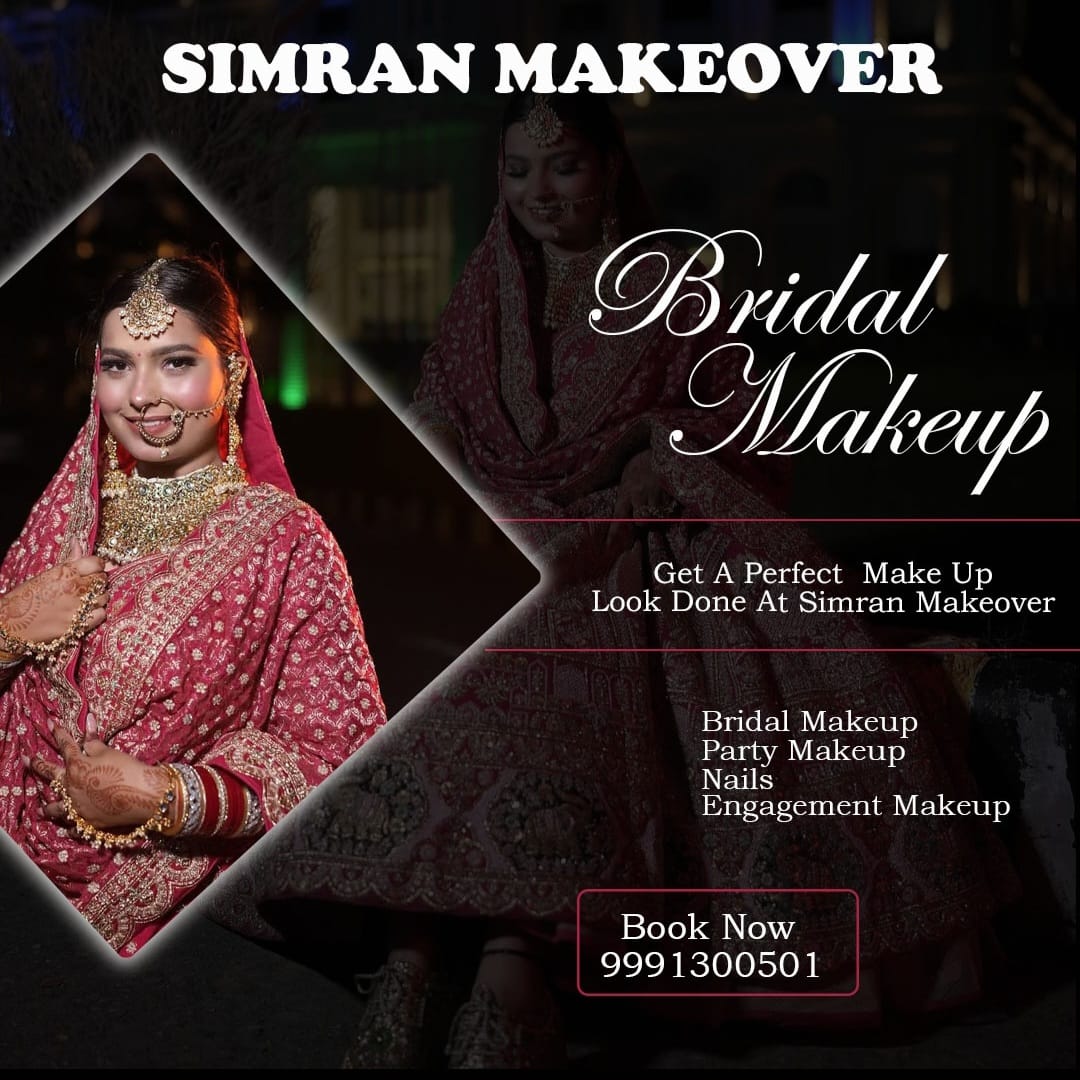 SIMRAN MAKEOVER
Bridal
Makeup
Get A Perfect Make Up
Look Done At Simran Makeover
Bridal Makeup
Party Makeup
Nails
Engagement Makeup
Book Now
9991300501